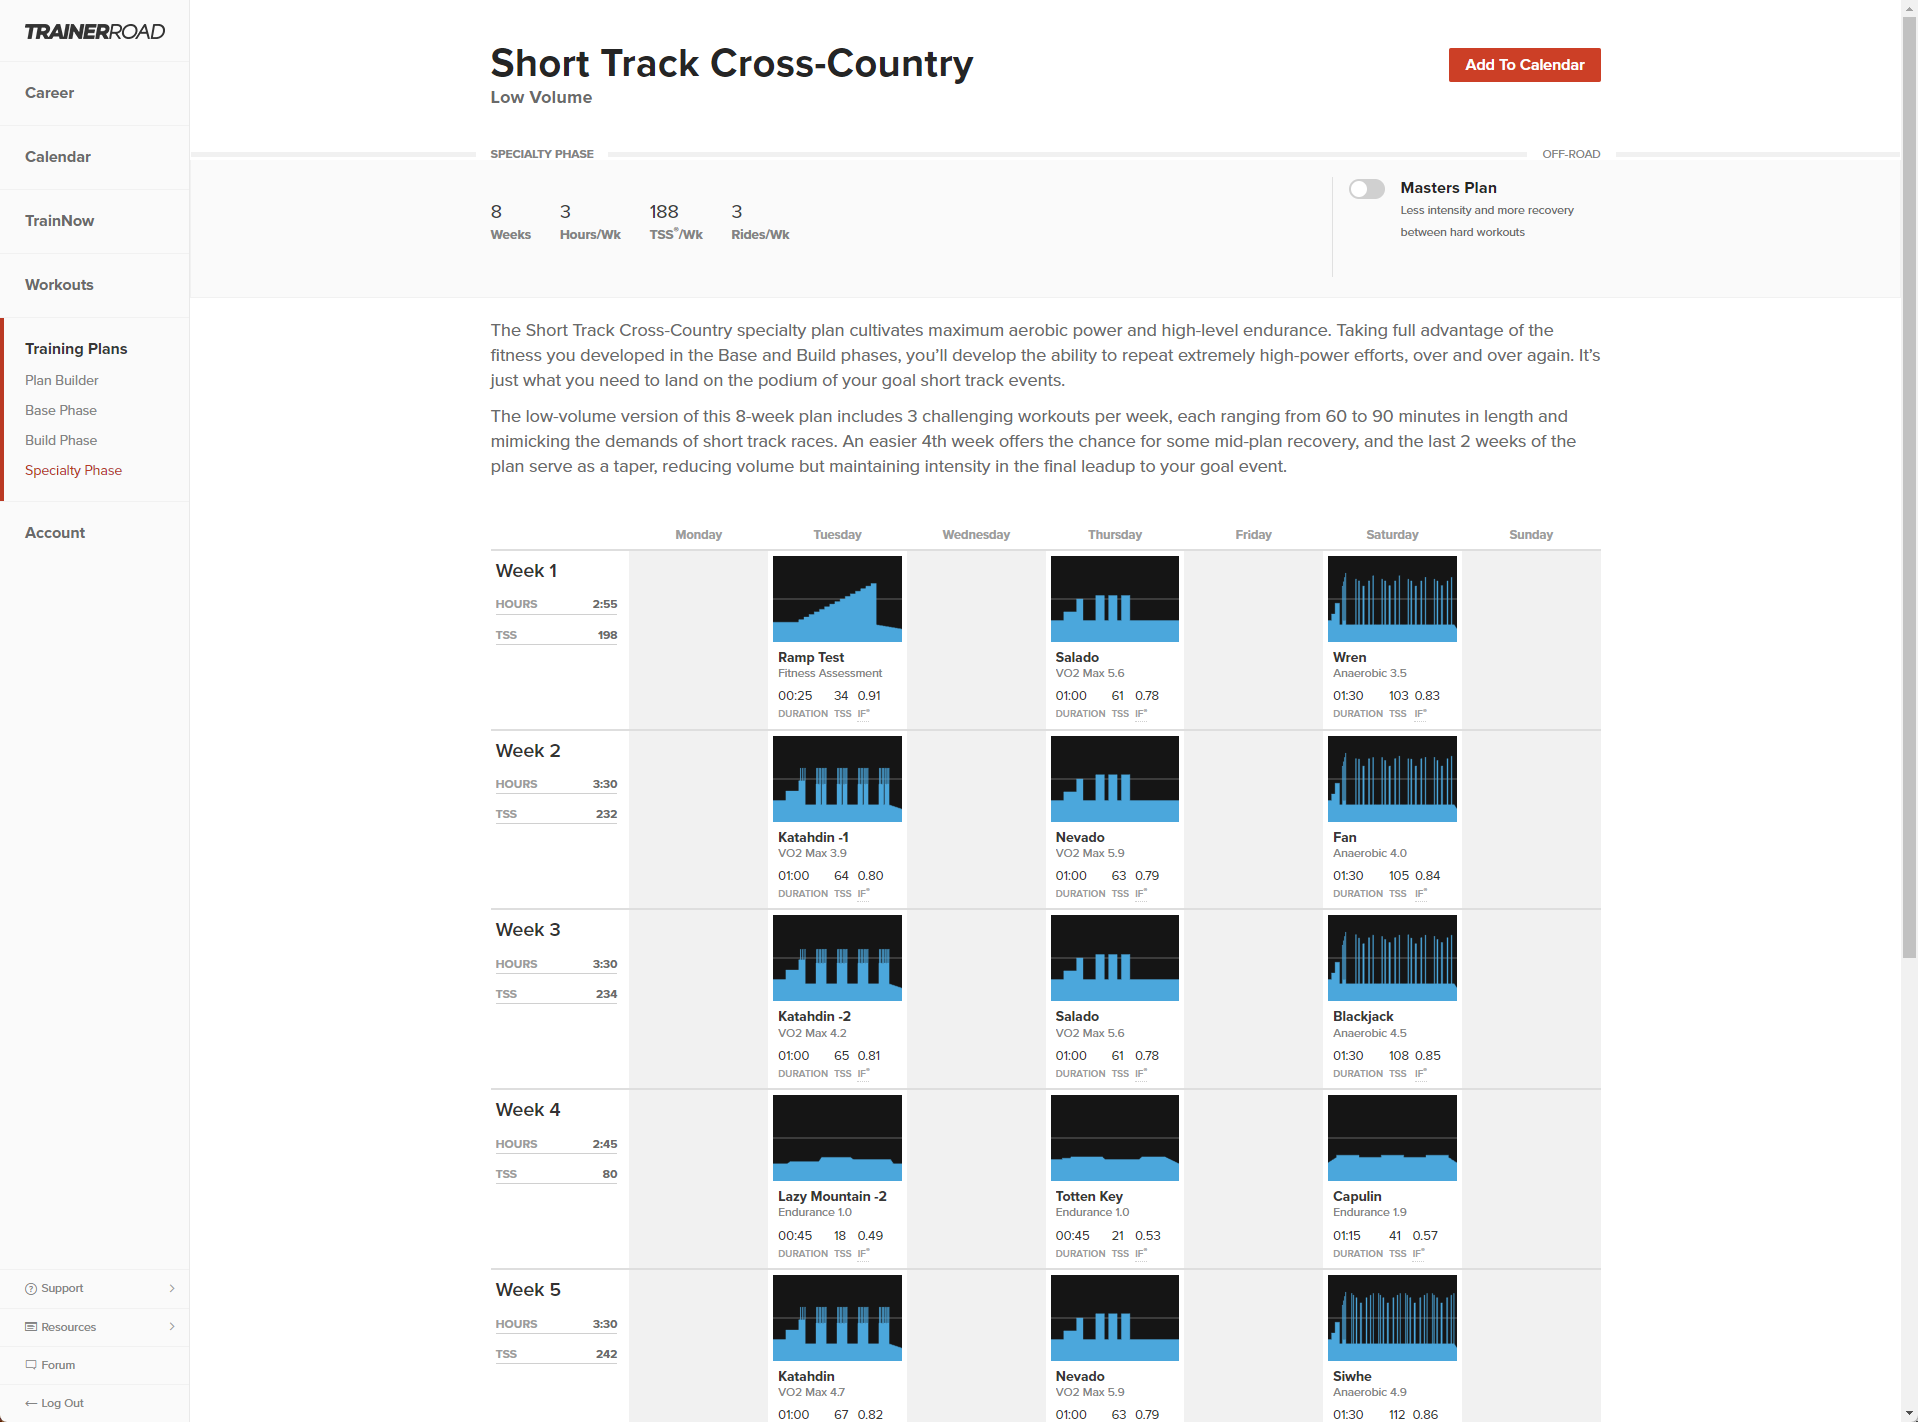 TRAINERROAD
Career
Calendar
TrainNow
Workouts
Training Plans
Plan Builder
Base Phase
Build Phase
Specialty Phase
Account
Support
Resources
Forum
Log Out
Short Track Cross-Country
Low Volume
Add To Calendar
SPECIALTY PHASE
OFF-ROAD
8 3 188 3
Weeks Hours/Wk TSS®/Wk Rides/Wk
Masters Plan
Less intensity and more recovery
between hard workouts
The Short Track Cross-Country specialty plan cultivates maximum aerobic power and high-level endurance. Taking full advantage of the
fitness you developed in the Base and Build phases, you’ll develop the ability to repeat extremely high-power efforts, over and over again. It’s
just what you need to land on the podium of your goal short track events.
The low-volume version of this 8-week plan includes 3 challenging workouts per week, each ranging from 60 to 90 minutes in length and
mimicking the demands of short track races. An easier 4th week offers the chance for some mid-plan recovery, and the last 2 weeks of the
plan serve as a taper, reducing volume but maintaining intensity in the final leadup to your goal event.
Monday Tuesday Wednesday Thursday Friday Saturday Sunday
Week 1
HOURS 2:55
TSS 198
Ramp Test
Fitness Assessment
00:25 34 0.91
DURATION TSS IF®
Salado
VO2 Max 5.6
01:00 61 0.78
DURATION TSS IF®
Wren
Anaerobic 3.5
01:30 103 0.83
DURATION TSS IF®
Week 2
HOURS 3:30
TSS 232
Katahdin -1
VO2 Max 3.9
01:00 64 0.80
DURATION TSS IF®
Nevado
VO2 Max 5.9
01:00 63 0.79
DURATION TSS IF®
Fan
Anaerobic 4.0
01:30 105 0.84
DURATION TSS IF®
Week 3
HOURS 3:30
TSS 234
Katahdin -2
VO2 Max 4.2
01:00 65 0.81
DURATION TSS IF®
Salado
VO2 Max 5.6
01:00 61 0.78
DURATION TSS IF®
Blackjack
Anaerobic 4.5
01:30 108 0.85
DURATION TSS IF®
Week 4
HOURS 2:45
TSS 80
Lazy Mountain -2
Endurance 1.0
00:45 18 0.49
DURATION TSS IF®
Totten Key
Endurance 1.0
00:45 21 0.53
DURATION TSS IF®
Capulin
Endurance 1.9
01:15 41 0.57
DURATION TSS IF®
Week 5
HOURS 3:30
TSS 242
Katahdin
VO2 Max 4.7
01:00 67 0.82
Nevado
VO2 Max 5.9
01:00 63 0.79
Siwhe
Anaerobic 4.9
01:30 112 0.86